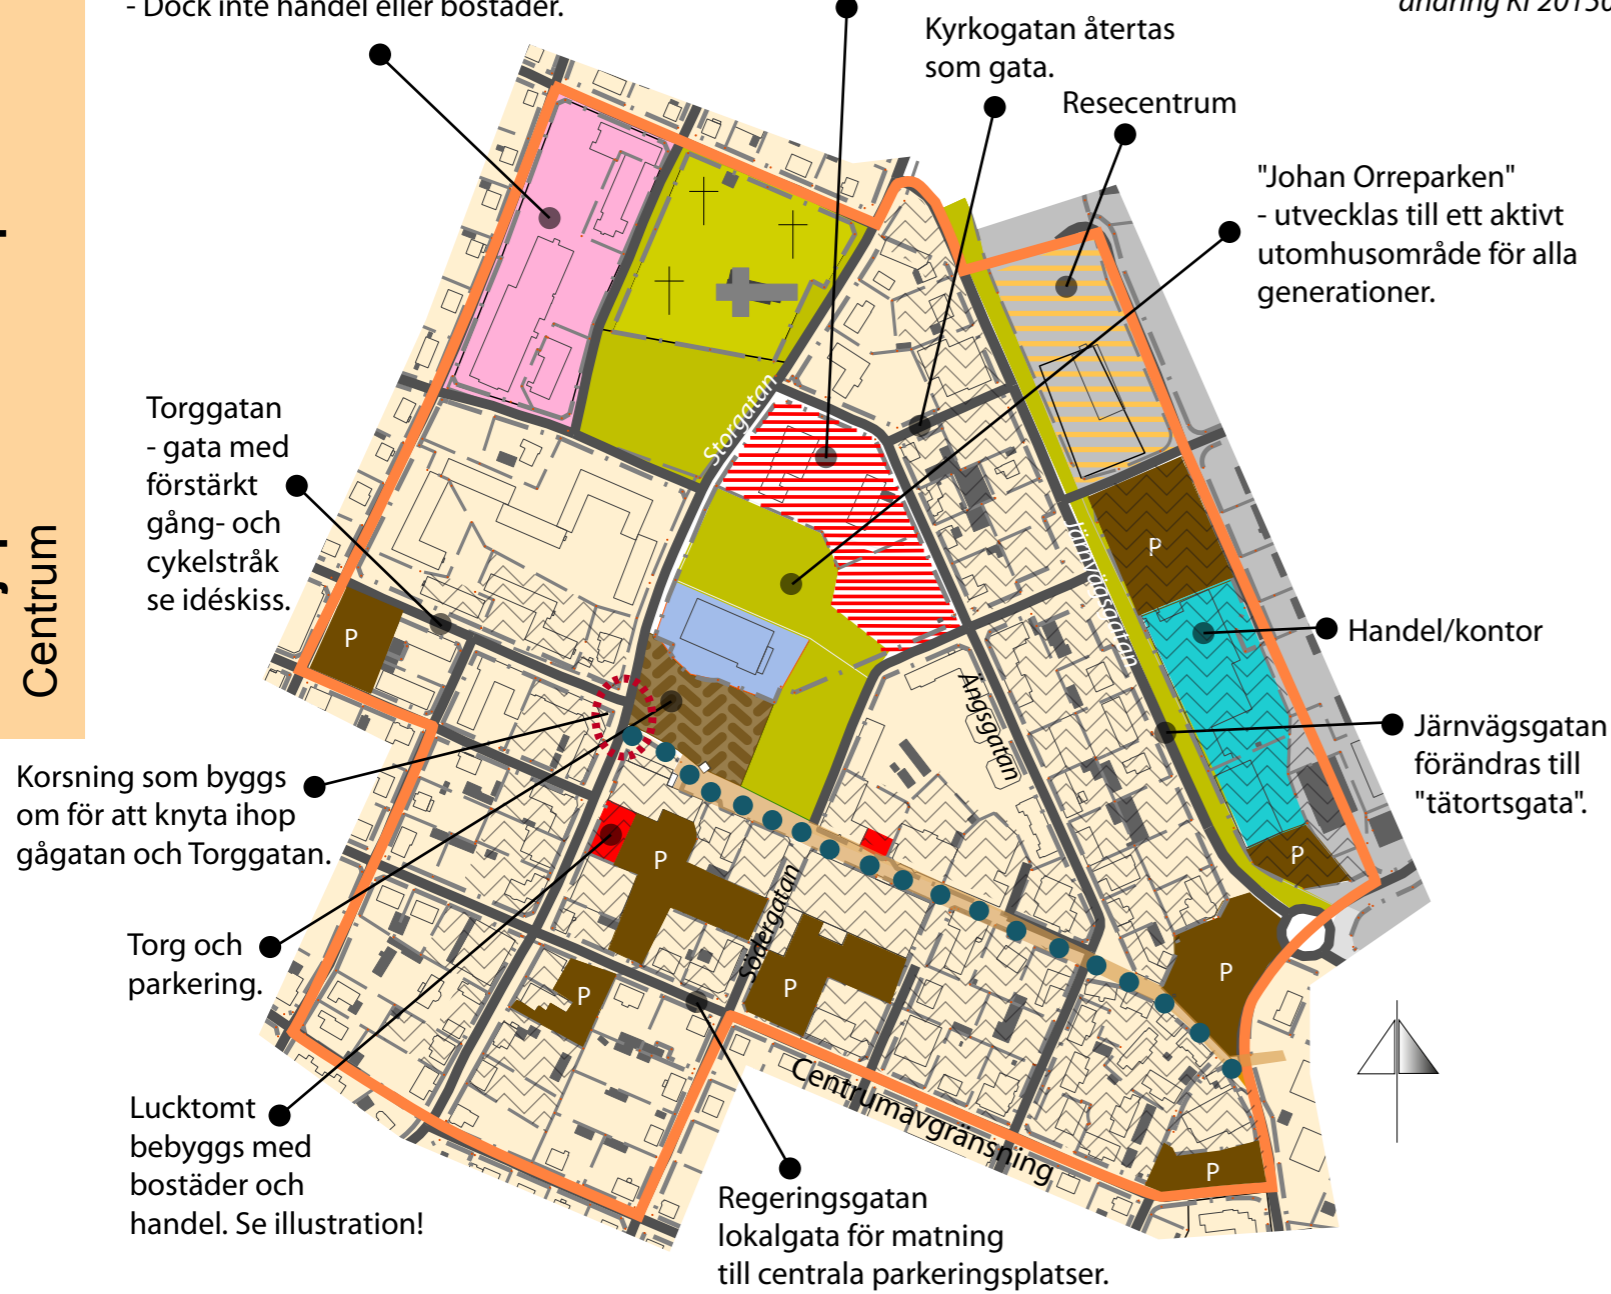 - Dock inte handel eller bostäder.
Kyrkogatan återtas
som gata.
Resecentrum
"Johan Orreparken"
- utvecklas till ett aktivt
utomhusområde för alla
generationer.
Centrum
Torggatan
- gata med
förstärkt
gång- och
cykelstråk
se idéskiss.
Storgatan
Järnvägsgatan
P
P
Handel/kontor
Ängsgatan
Järnvägsgatan
förändras till
"tätortsgata".
Korsning som byggs
om för att knyta ihop
gågatan och Torggatan.
P
P
Södergatan
Torg och
parkering.
P
P
P
Lucktomt
bebyggs med
bostäder och
handel. Se illustration!
Centrumavgränsning
P
Regeringsgatan
lokalgata för matning
till centrala parkeringsplatser.